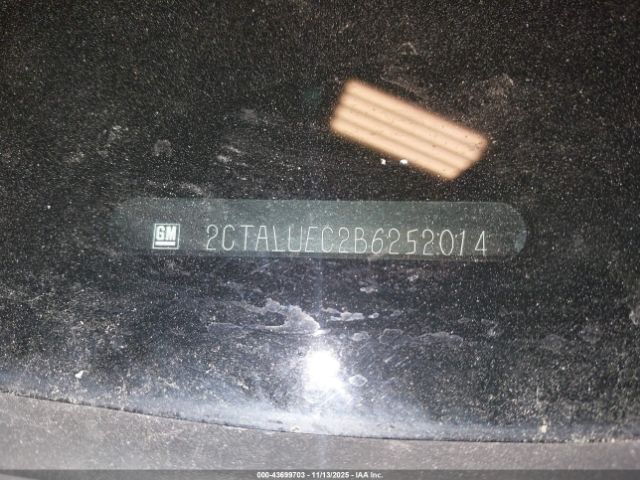 GM 2CTALUEC2B6252014
000-43699703 | 11/13/2025 | IAA Inc.